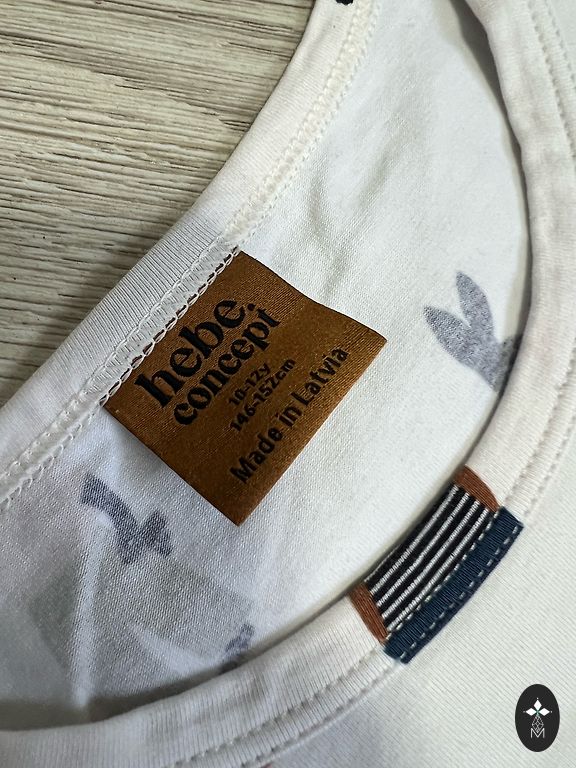 hebe.
concept
10-12y
146-152cm
Made in Latvia